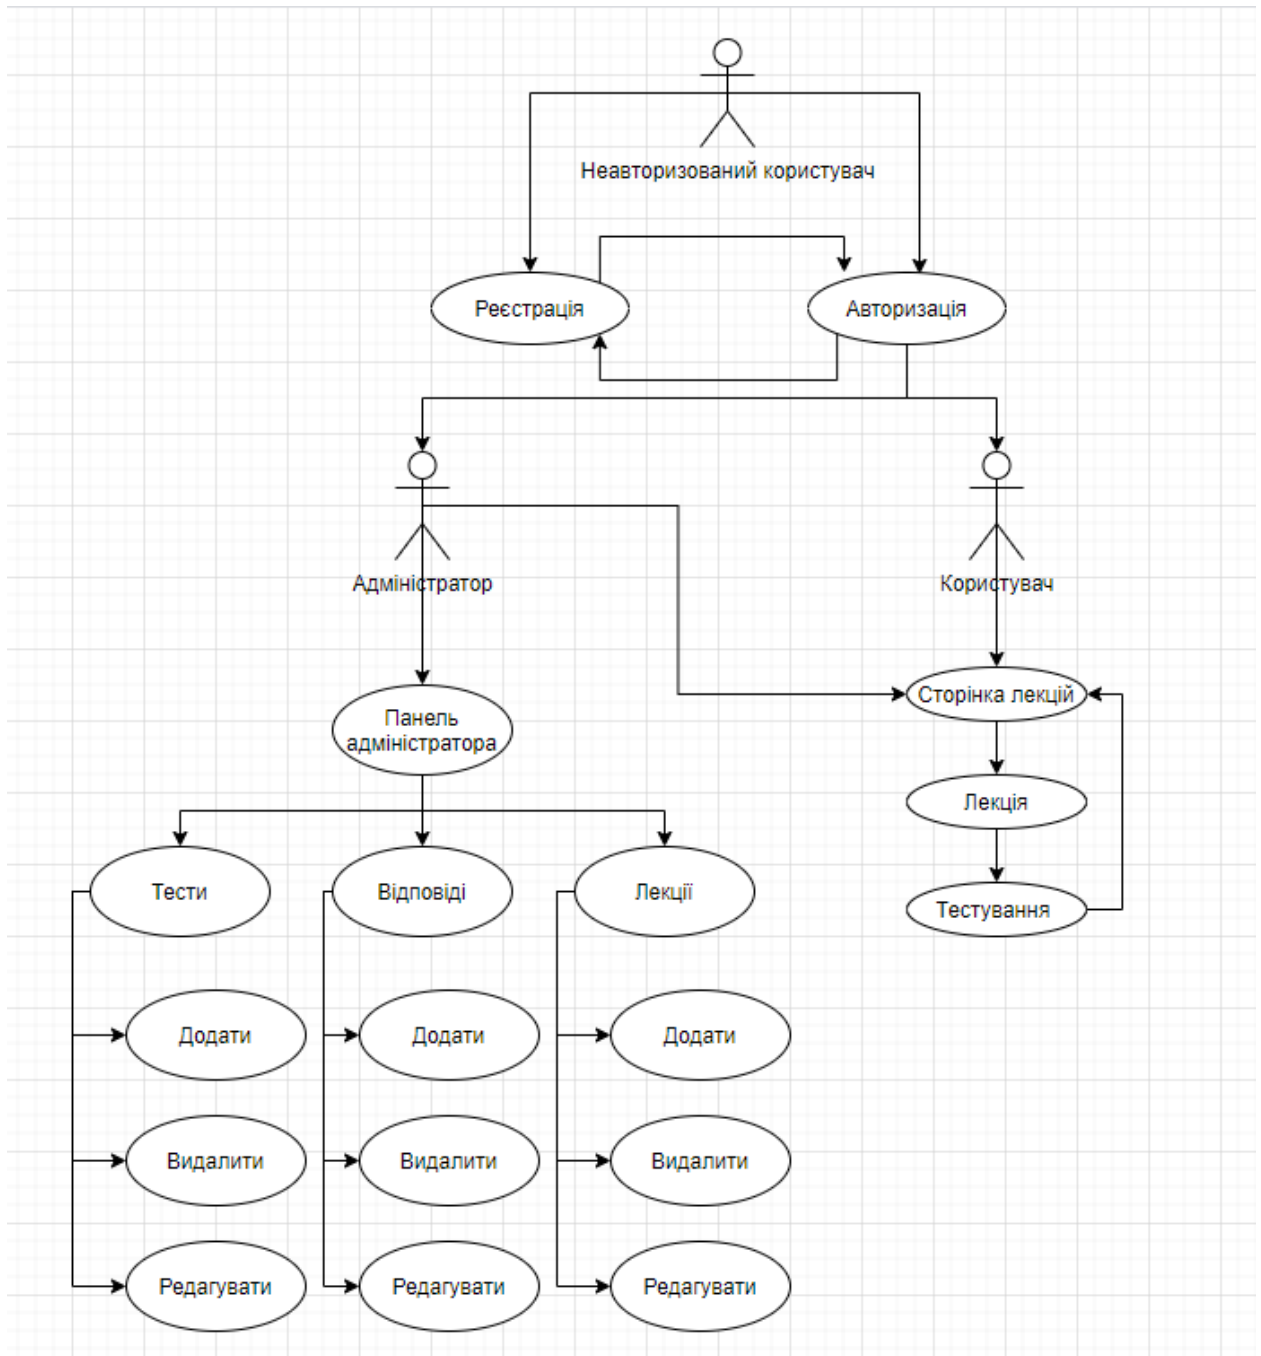 Неавторизований користувач
Реєстрація
Авторизація
Адміністратор
Користувач
Сторінка лекцій
Панель
адміністратора
Лекція
Тести
Відповіді
Лекції
Тестування
Додати
Додати
Додати
Видалити
Видалити
Видалити
Редагувати
Редагувати
Редагувати